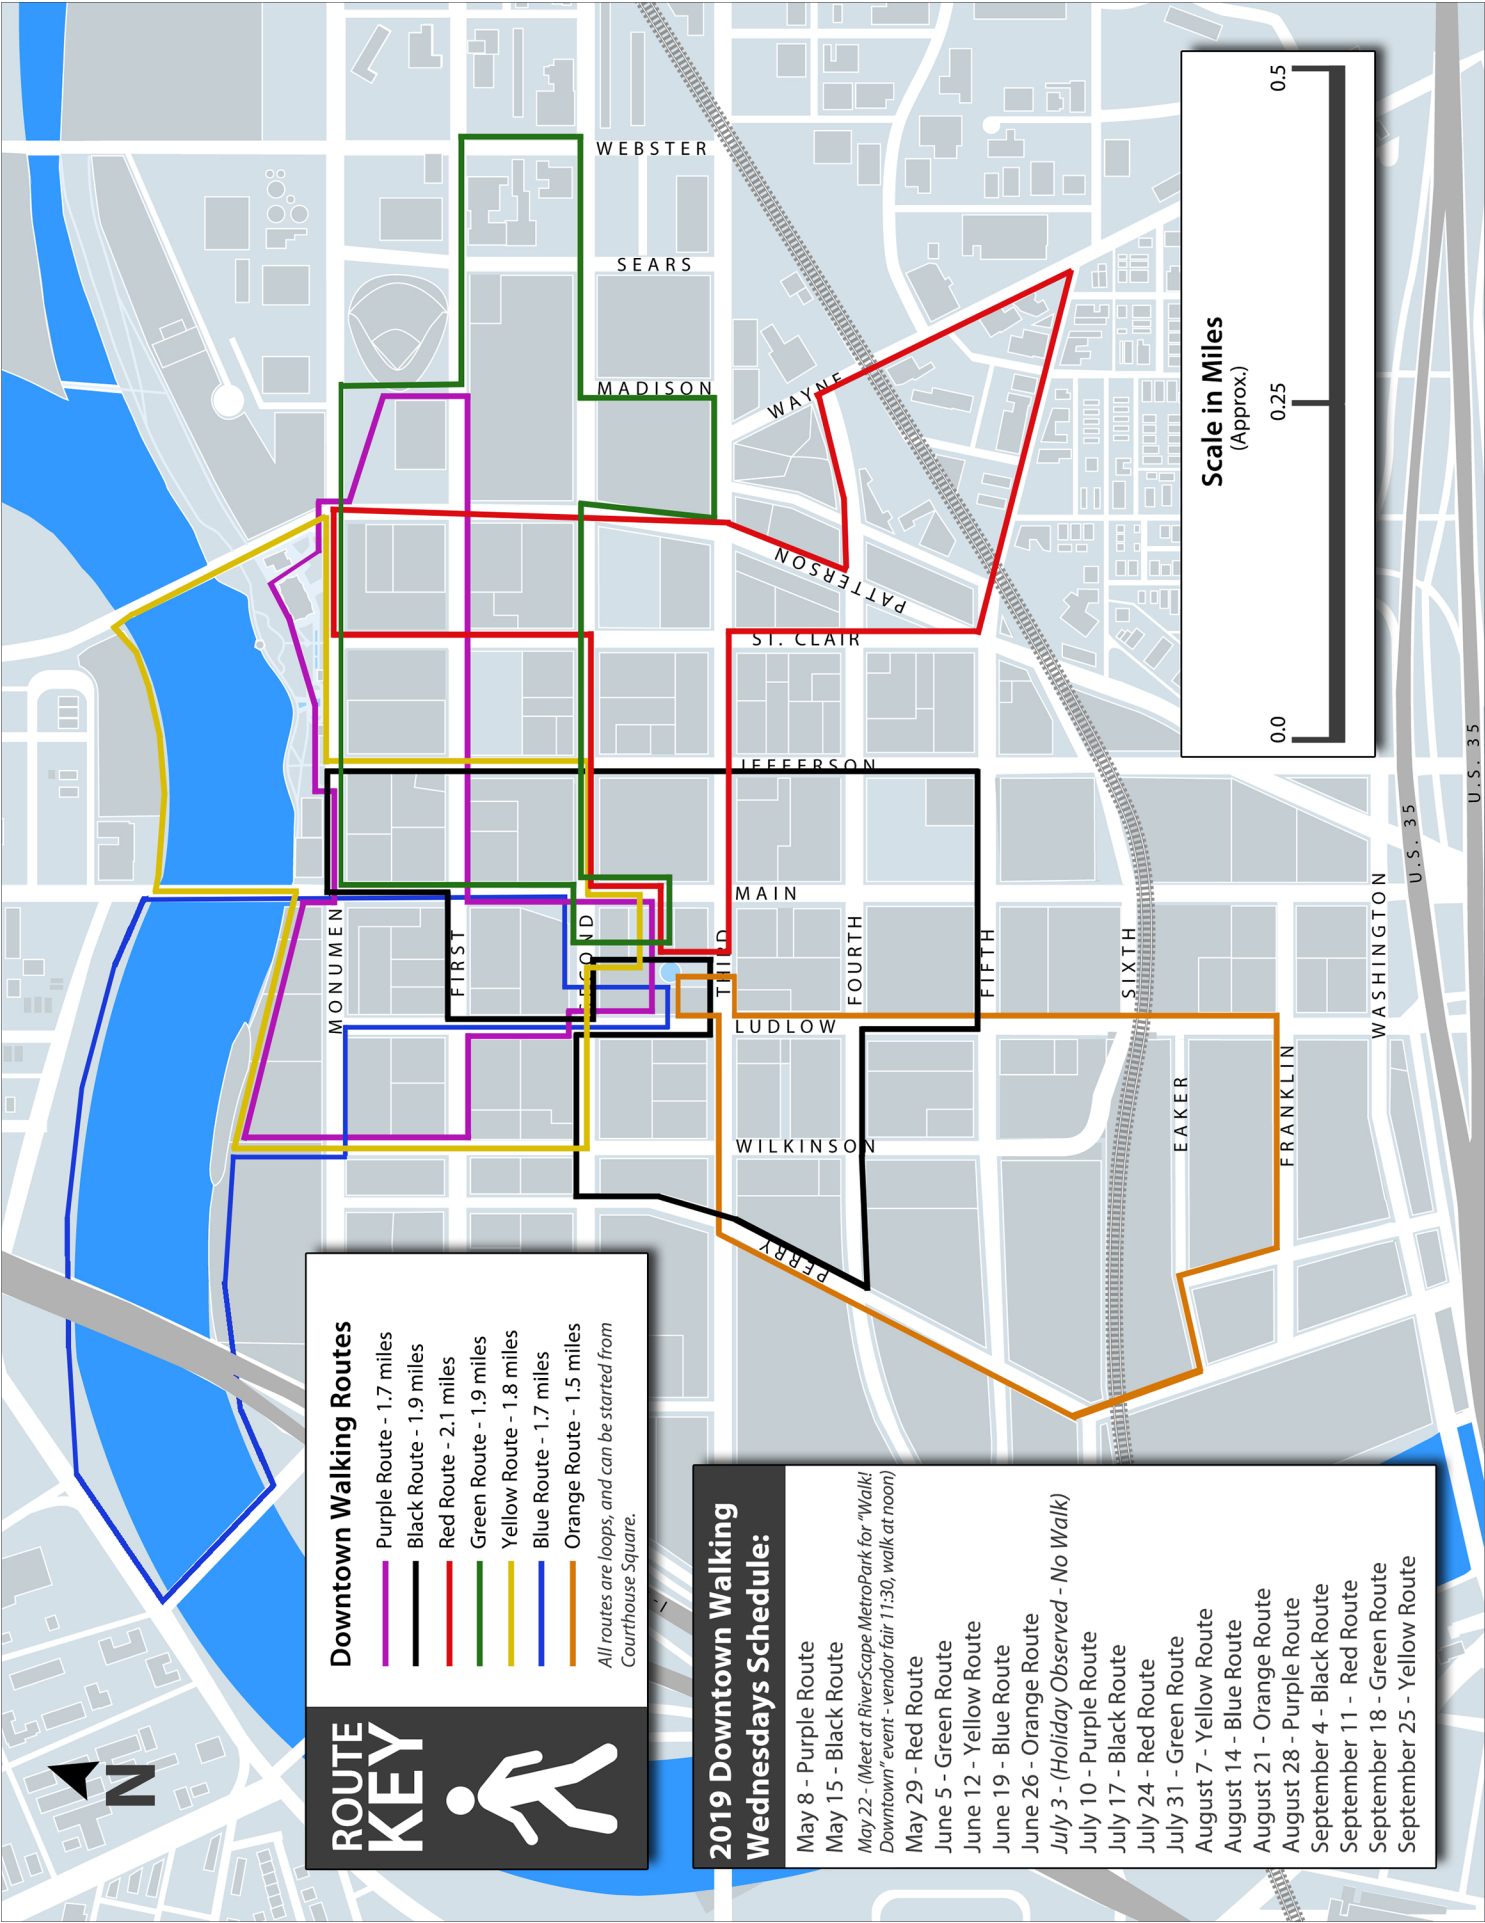 WEBSTER
SEARS
MADISON
WAYNE
PATTERSON
ST. CLAIR
JEFFERSON
MAIN
LUDLOW
WILKINSON
PERRY
MONUMEN
FIRST
SECOND
THIRD
FOURTH
FIFTH
SIXTH
EAKER
FRANKLIN
WASHINGTON
U.S. 35
U.S. 35
I-
N
Scale in Miles
(Approx.)
0.0 0.25 0.5
ROUTE
KEY
Downtown Walking Routes
Purple Route - 1.7 miles
Black Route - 1.9 miles
Red Route - 2.1 miles
Green Route - 1.9 miles
Yellow Route - 1.8 miles
Blue Route - 1.7 miles
Orange Route - 1.5 miles
All routes are loops, and can be started from
Courthouse Square.
2019 Downtown Walking
Wednesdays Schedule:
May 8 - Purple Route
May 15 - Black Route
May 22 - (Meet at RiverScape MetroPark for "Walk!
Downtown" event - vendor fair 11:30, walk at noon)
May 29 - Red Route
June 5 - Green Route
June 12 - Yellow Route
June 19 - Blue Route
June 26 - Orange Route
July 3 - (Holiday Observed - No Walk)
July 10 - Purple Route
July 17 - Black Route
July 24 - Red Route
July 31 - Green Route
August 7 - Yellow Route
August 14 - Blue Route
August 21 - Orange Route
August 28 - Purple Route
September 4 - Black Route
September 11 - Red Route
September 18 - Green Route
September 25 - Yellow Route